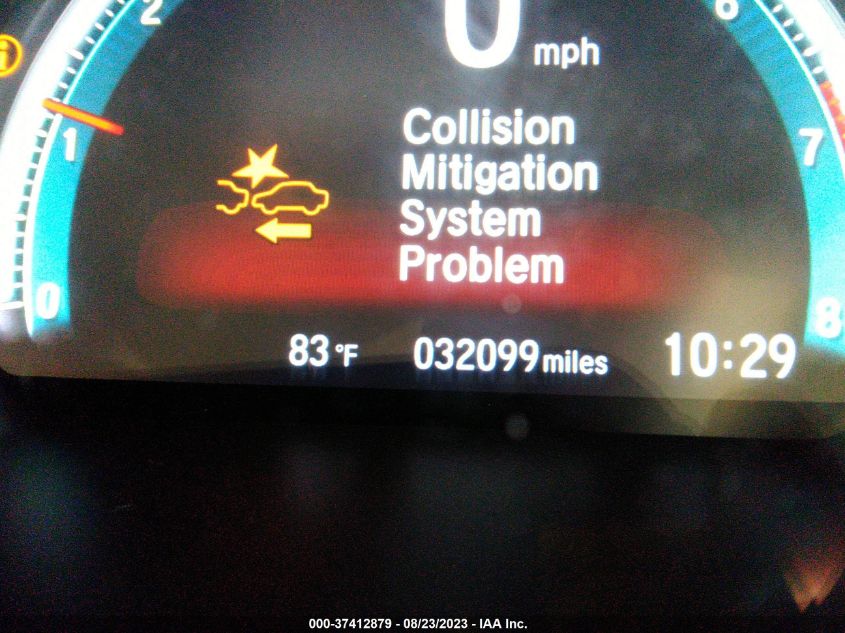 2
0
6
mph
1
Collision
7
Mitigation
System
Problem
0
8
83 °F
032099 miles
10:29
000-37412879 - 08/23/2023 - IAA Inc.